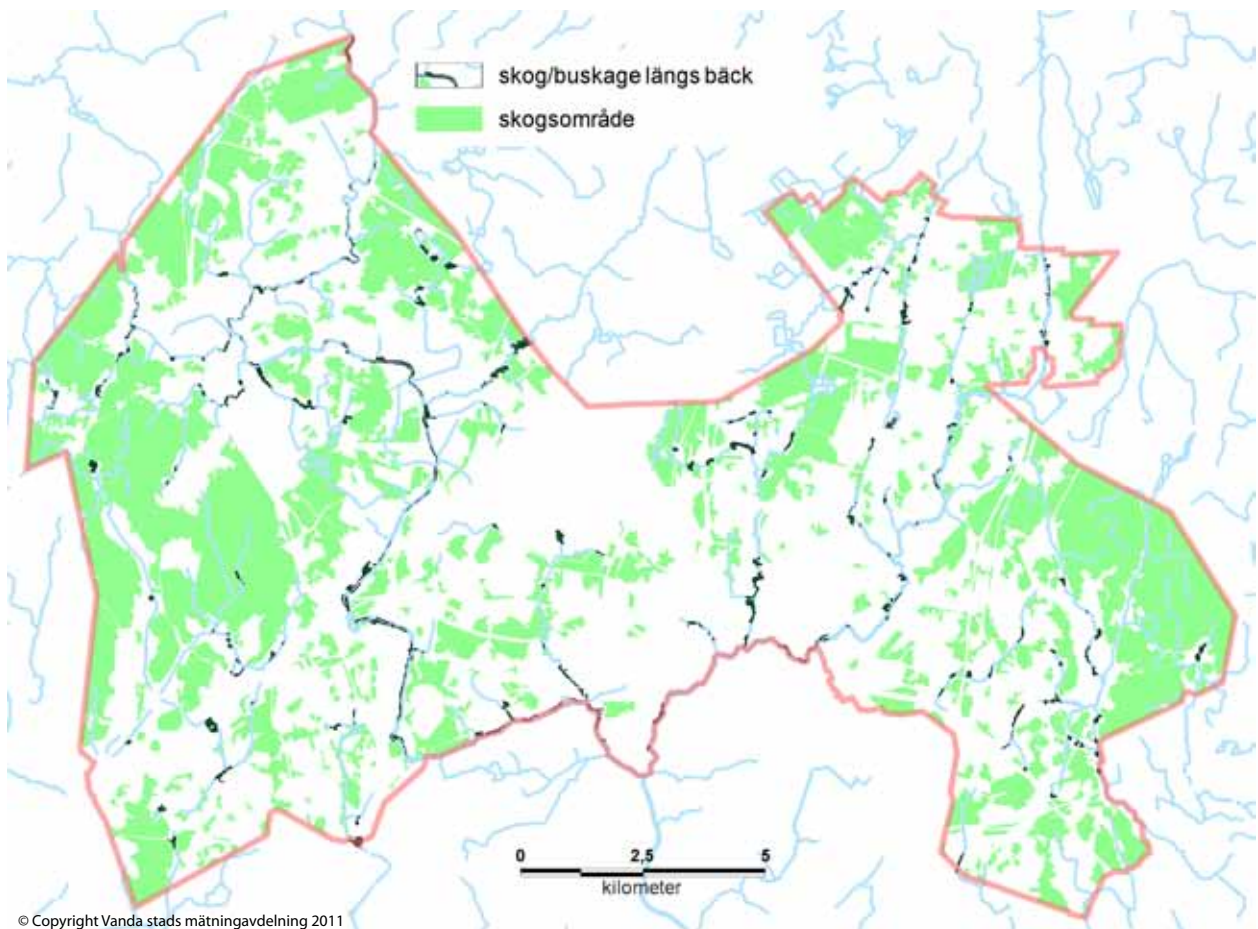 skog/buskage längs bäck
skogsområde
0 2,5 5
kilometer
© Copyright Vanda stads mätningavdelning 2011